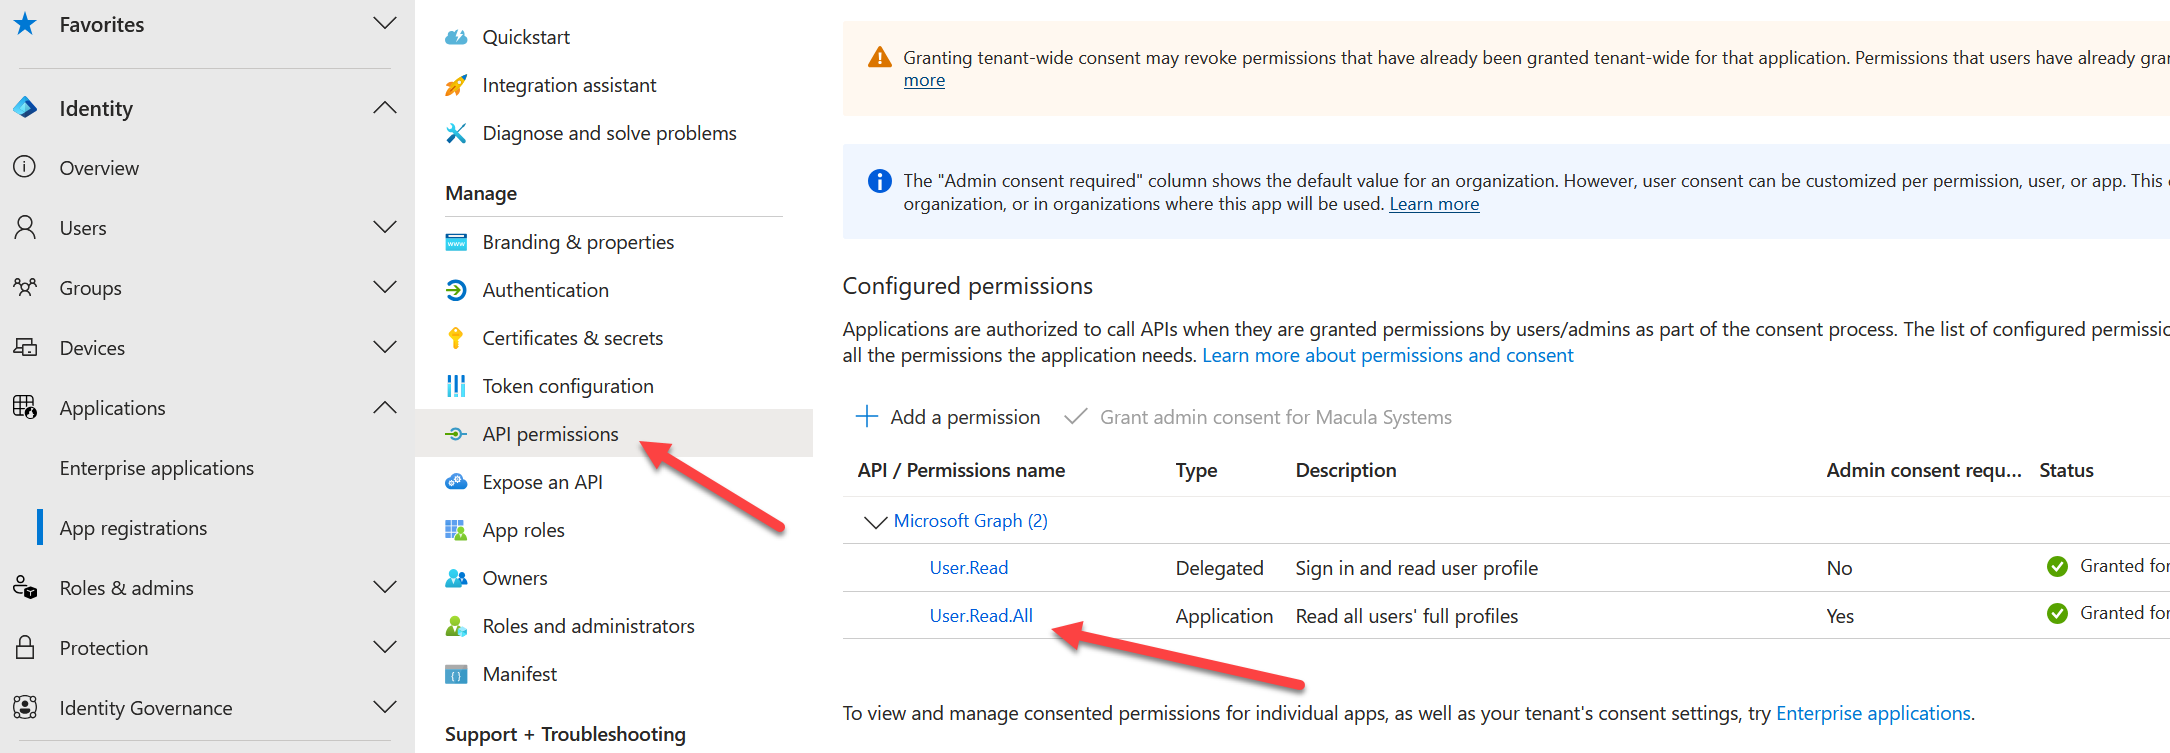 Favorites
Identity
Overview
Users
Groups
Devices
Applications
Enterprise applications
App registrations
Roles & admins
Protection
Identity Governance
Quickstart
Integration assistant
Diagnose and solve problems
Manage
Branding & properties
www
Authentication
Certificates & secrets
Token configuration
API permissions
Expose an API
App roles
Owners
Roles and administrators
Manifest
Support + Troubleshooting
Granting tenant-wide consent may revoke permissions that have already been granted tenant-wide for that application. Permissions that users have already gra
more
The "Admin consent required" column shows the default value for an organization. However, user consent can be customized per permission, user, or app. This
organization, or in organizations where this app will be used. Learn more
Configured permissions
Applications are authorized to call APIs when they are granted permissions by users/admins as part of the consent process. The list of configured permissio
all the permissions the application needs. Learn more about permissions and consent
Add a permission Grant admin consent for Macula Systems
API / Permissions name Type Description Admin consent requ... Status
Microsoft Graph (2)
User.Read Delegated Sign in and read user profile No Granted for
User.Read.All Application Read all users' full profiles Yes Granted for
To view and manage consented permissions for individual apps, as well as your tenant's consent settings, try Enterprise applications.